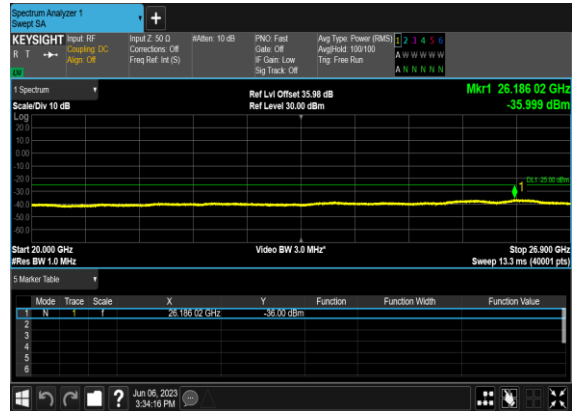 Spectrum Analyzer 1
Swept SA
+
KEYSIGHT Input: RF Input Z: 50 Ω #Atten: 10 dB PNO: Fast Avg Type: Power (RMS) 1 2 3 4 5 6
R T Coupling: DC Corrections: Off Gate: Off Avg|Hold: 100/100 A W W W W W
Align: Off Freq Ref: Int (S) IF Gain: Low Trig: Free Run
LW Sig Track: Off A N N N N N
1 Spectrum Ref Lvl Offset 35.98 dB Mkr1 26.186 02 GHz
Scale/Div 10 dB Ref Level 30.00 dBm -35.999 dBm
Log
20.0
10.0
0.00
-10.0
-20.0
DL1 -25.00 dBm
1
-30.0
-40.0
-50.0
-60.0
Start 20.000 GHz Video BW 3.0 MHz* Stop 26.900 GHz
#Res BW 1.0 MHz Sweep 13.3 ms (40001 pts)
5 Marker Table
Mode Trace Scale X Y Function Function Width Function Value
1 N 1 f 26.186 02 GHz -36.00 dBm
2
3
4
5
6
? Jun 06, 2023
3:34:16 PM